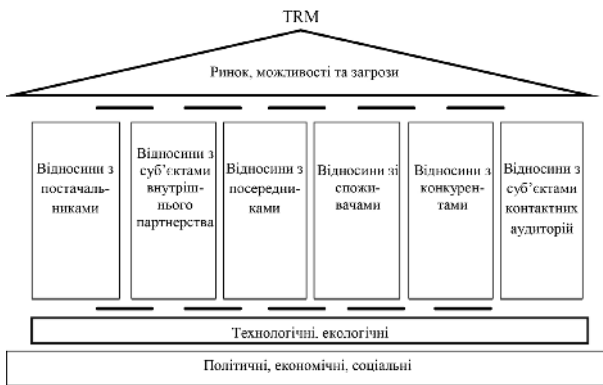 TRM
Ринок, можливості та загрози
Відносини з
постачаль-
никами
Відносини з
суб’єктами
внутріш-
нього
партнерства
Відносини з
посередни-
ками
Відносини зі
спожи-
вачами
Відносини з
конкурен-
тами
Відносини з
суб’єктами
контактних
аудиторій
Технологічні, екологічні
Політичні, економічні, соціальні